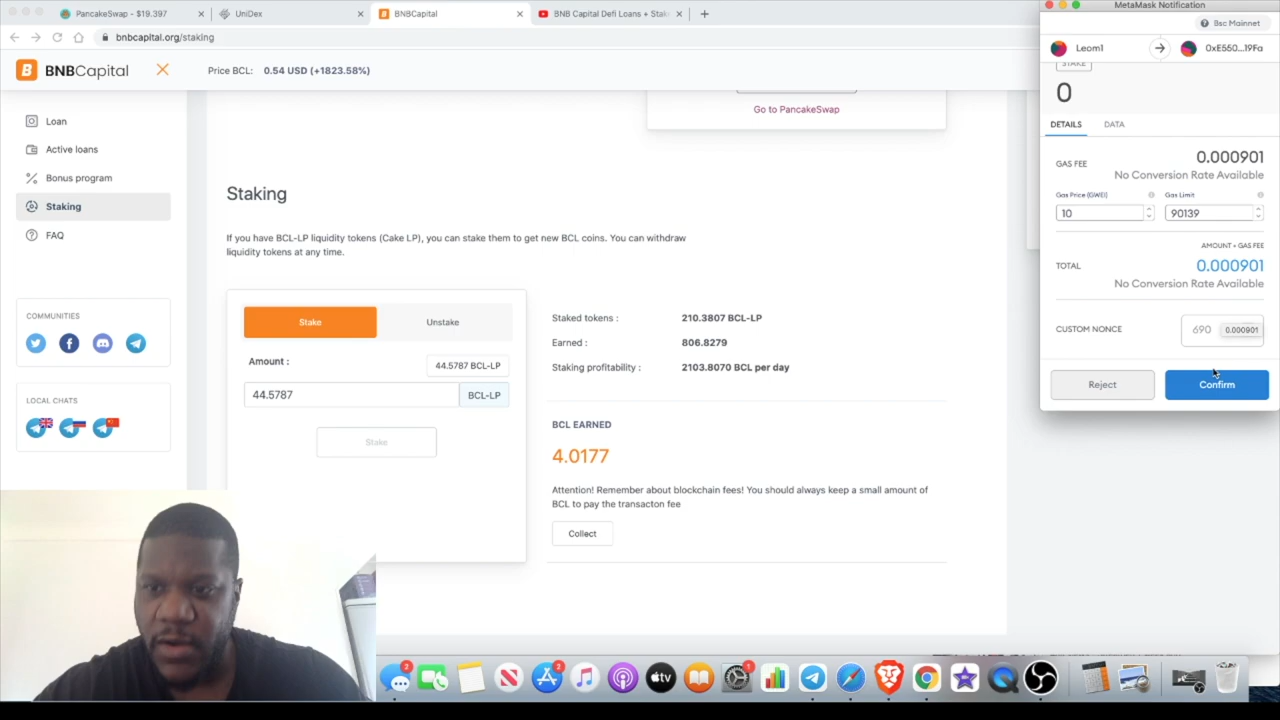 PancakeSwap - $19.397
UniDex
BNBCapital
BNB Capital Defi Loans + Stak
MetaMask Notification
bnbcapital.org/staking
Bsc Mainnet
BNBCapital
Price BCL: 0.54 USD (+1823.58%)
Leom1
0xE550...19Fa
STAKE
0
DETAILS
DATA
GAS FEE
0.000901
No Conversion Rate Available
Gas Price (GWEI)
Gas Limit
10
90139
AMOUNT + GAS FEE
TOTAL
0.000901
No Conversion Rate Available
CUSTOM NONCE
690
0.000901
Reject
Confirm
Loan
Active loans
Bonus program
Staking
FAQ
COMMUNITIES
LOCAL CHATS
Go to PancakeSwap
Staking
If you have BCL-LP liquidity tokens (Cake LP), you can stake them to get new BCL coins. You can withdraw
liquidity tokens at any time.
Stake
Unstake
Amount :
44.5787 BCL-LP
44.5787
BCL-LP
Stake
Staked tokens : 210.3807 BCL-LP
Earned : 806.8279
Staking profitability : 2103.8070 BCL per day
BCL EARNED
4.0177
Attention! Remember about blockchain fees! You should always keep a small amount of
BCL to pay the transacton fee
Collect
2
2
tv
1